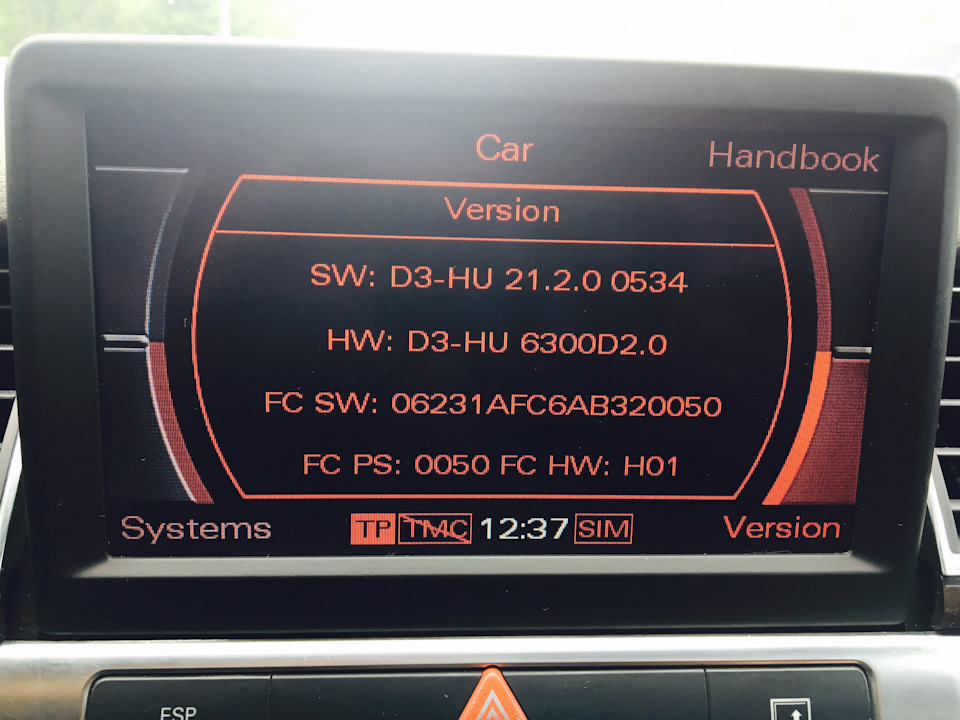 Car
Handbook
Version
SW: D3-HU 21.2.0 0534
HW: D3-HU 6300D2.0
FC SW: 06231AFC6AB320050
FC PS: 0050 FC HW: H01
Systems
TP TMC 12:37 SIM
Version
ESP